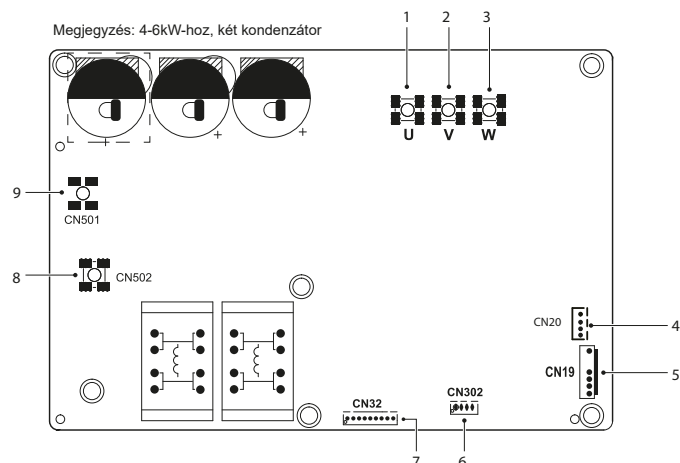 Megjegyzés: 4-6kW-hoz, két kondenzátor
1 2 3
U V W
9
CN501
8 CN502
CN20 4
CN19 5
CN302
CN32
7 6